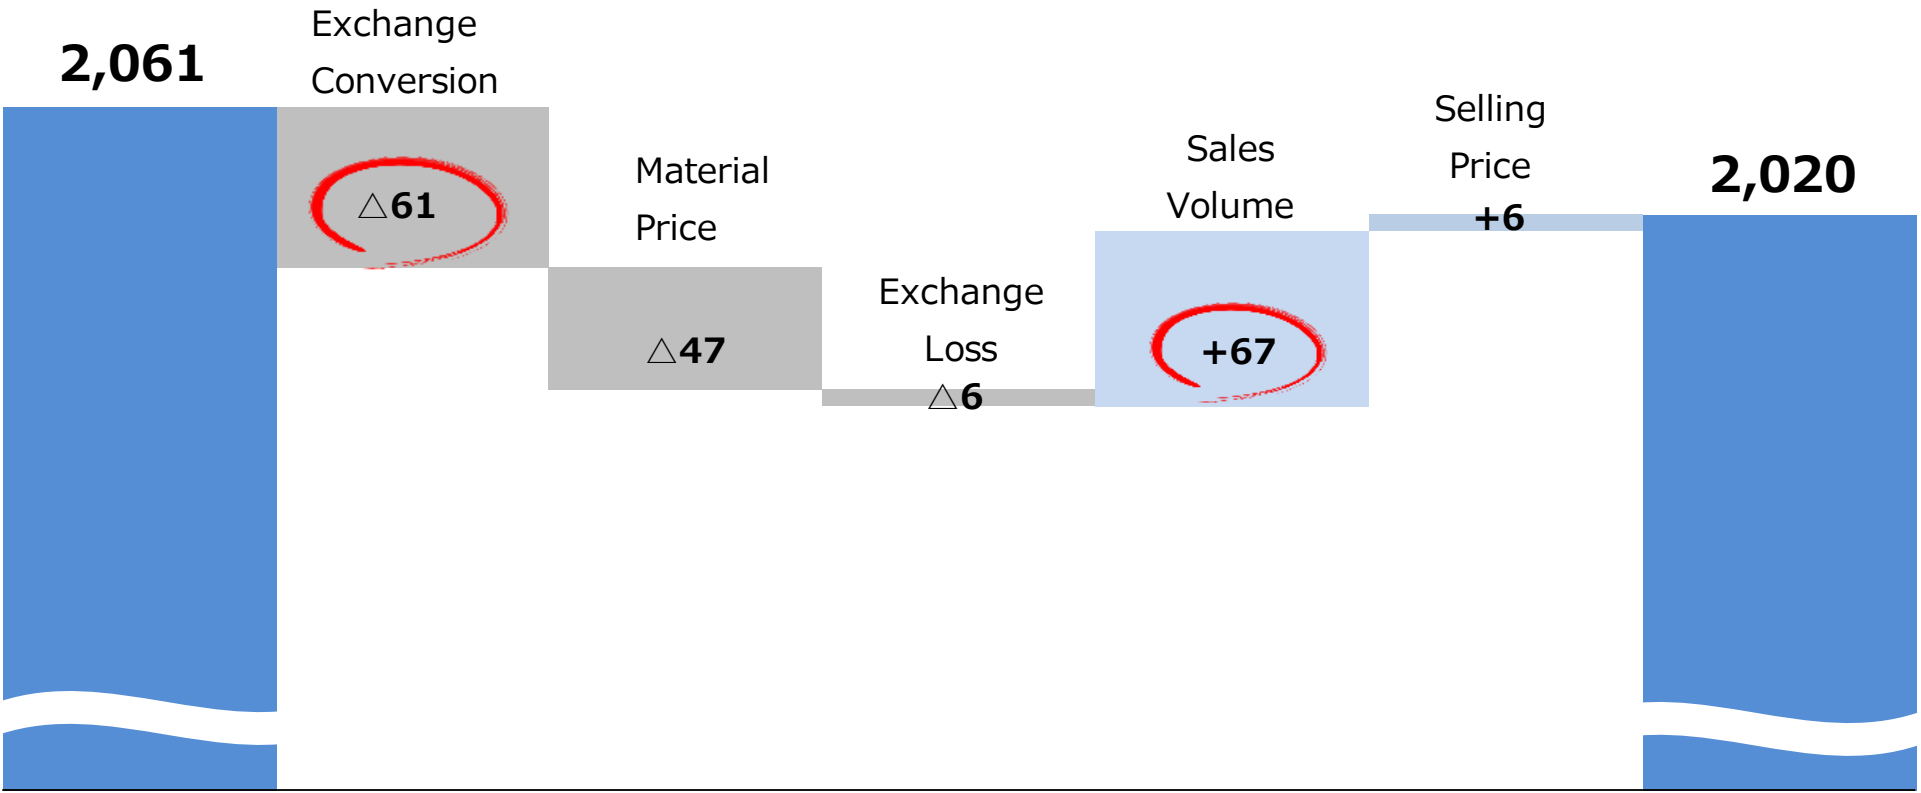 2,061
Exchange
Conversion
△61
Material
Price
△47
Exchange
Loss
△6
Sales
Volume
+67
Selling
Price
+6
2,020